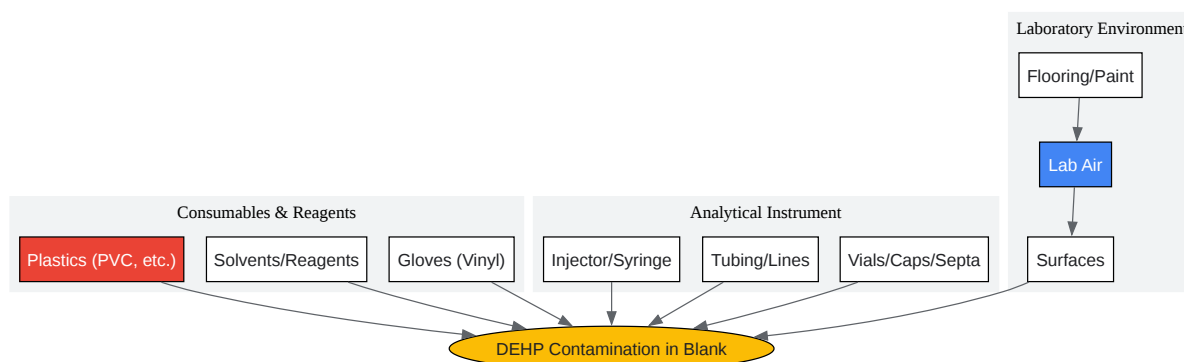 Laboratory Environment
Flooring/Paint
Lab Air
Consumables & Reagents
Analytical Instrument
Plastics (PVC, etc.)
Solvents/Reagents
Gloves (Vinyl)
Injector/Syringe
Tubing/Lines
Vials/Caps/Septa
Surfaces
DEHP Contamination in Blank